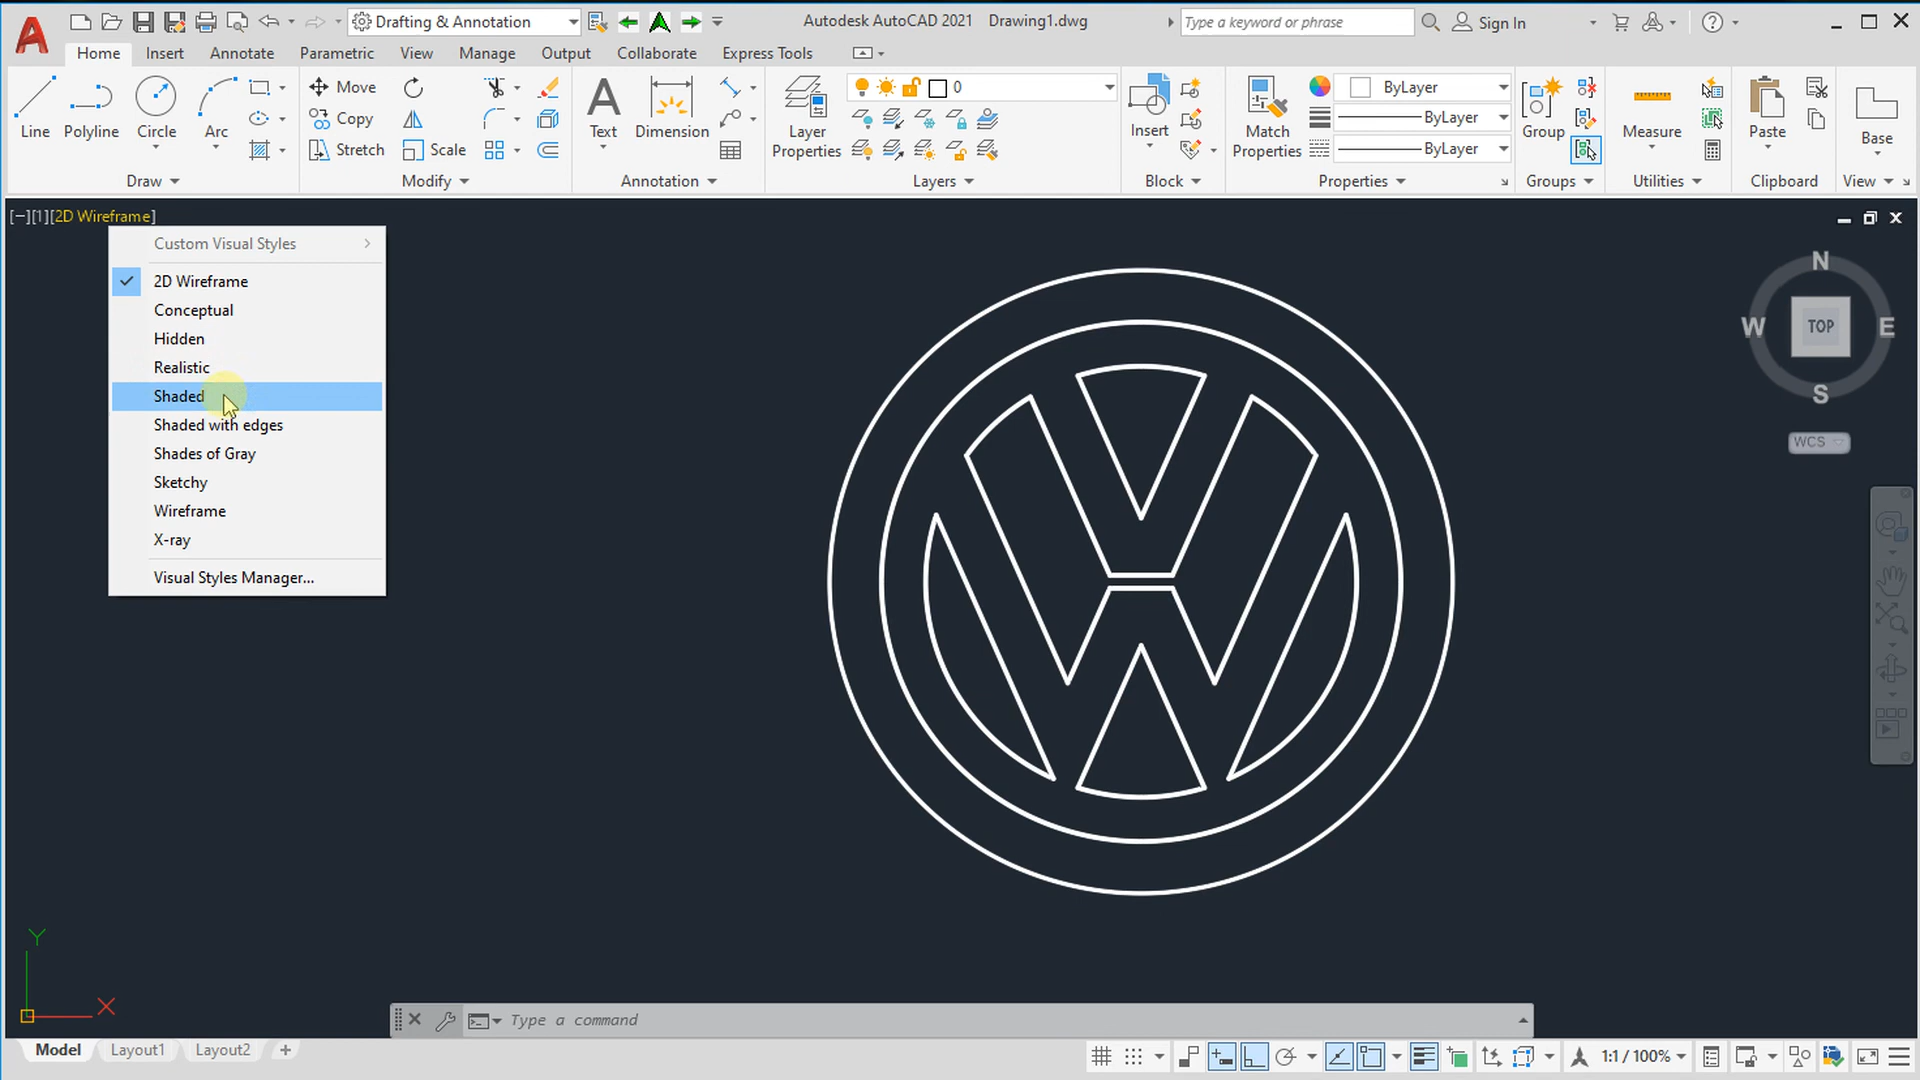 Drafting & Annotation
Autodesk AutoCAD 2021 Drawing1.dwg
Type a keyword or phrase
Sign In
Home Insert Annotate Parametric View Manage Output Collaborate Express Tools
Line Polyline Circle Arc
Move
Copy
Stretch
Scale
Text Dimension
Layer Properties
0
Insert
Match Properties
ByLayer
ByLayer
ByLayer
Group
Measure
Paste
Base
Draw Modify Annotation Layers Block Properties Groups Utilities Clipboard View
[−][1][2D Wireframe]
Custom Visual Styles
2D Wireframe
Conceptual
Hidden
Realistic
Shaded
Shaded with edges
Shades of Gray
Sketchy
Wireframe
X-ray
Visual Styles Manager...
N
W TOP E
S
WCS
Y
X
Type a command
Model Layout1 Layout2 +
1:1 / 100%